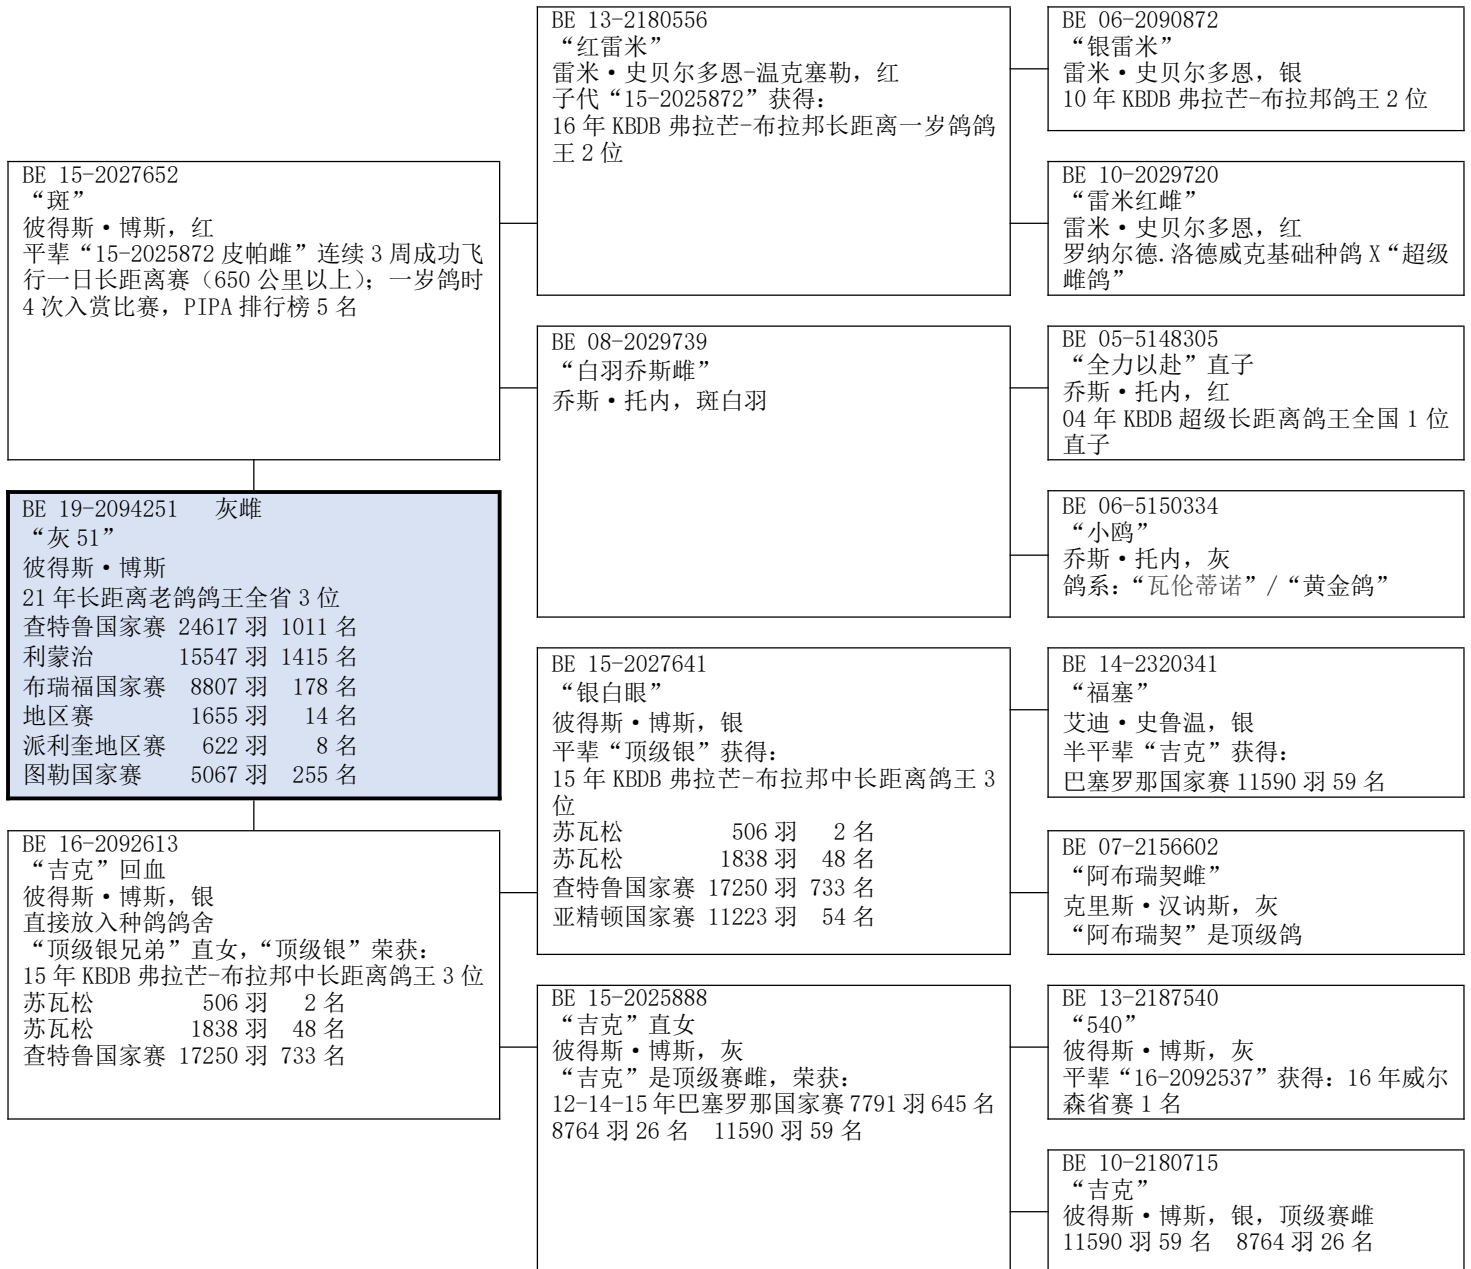 BE 15-2027652
“斑”
彼得斯·博斯，红
平辈“15-2025872 皮帕雌”连续 3 周成功飞
行一日长距离赛（650 公里以上）；一岁鸽时
4 次入赏比赛，PIPA 排行榜 5 名
BE 19-2094251 灰雌
“灰 51”
彼得斯·博斯
21 年长距离老鸽鸽王全省 3 位
查特鲁国家赛 24617 羽 1011 名
利蒙治 15547 羽 1415 名
布瑞福国家赛 8807 羽 178 名
地区赛 1655 羽 14 名
派利奎地区赛 622 羽 8 名
图勒国家赛 5067 羽 255 名
BE 16-2092613
“吉克”回血
彼得斯·博斯，银
直接放入种鸽鸽舍
“顶级银兄弟”直女，“顶级银”荣获：
15 年 KBDB 弗拉芒-布拉邦中长距离鸽王 3 位
苏瓦松 506 羽 2 名
苏瓦松 1838 羽 48 名
查特鲁国家赛 17250 羽 733 名
BE 13-2180556
“红雷米”
雷米·史贝尔多恩-温克塞勒，红
子代“15-2025872”获得：
16 年 KBDB 弗拉芒-布拉邦长距离一岁鸽鸽
王 2 位
BE 08-2029739
“白羽乔斯雌”
乔斯·托内，斑白羽
BE 15-2027641
“银白眼”
彼得斯·博斯，银
平辈“顶级银”获得：
15 年 KBDB 弗拉芒-布拉邦中长距离鸽王 3
位
苏瓦松 506 羽 2 名
苏瓦松 1838 羽 48 名
查特鲁国家赛 17250 羽 733 名
亚精顿国家赛 11223 羽 54 名
BE 15-2025888
“吉克”直女
彼得斯·博斯，灰
“吉克”是顶级赛雌，荣获：
12-14-15 年巴塞罗那国家赛 7791 羽 645 名
8764 羽 26 名 11590 羽 59 名
BE 06-2090872
“银雷米”
雷米·史贝尔多恩，银
10 年 KBDB 弗拉芒-布拉邦鸽王 2 位
BE 10-2029720
“雷米红雌”
雷米·史贝尔多恩，红
罗纳尔德.洛德威克基础种鸽 X“超级
雌鸽”
BE 05-5148305
“全力以赴”直子
乔斯·托内，红
04 年 KBDB 超级长距离鸽王全国 1 位
直子
BE 06-5150334
“小鸥”
乔斯·托内，灰
鸽系：“瓦伦蒂诺”/“黄金鸽”
BE 14-2320341
“福塞”
艾迪·史鲁温，银
半平辈“吉克”获得：
巴塞罗那国家赛 11590 羽 59 名
BE 07-2156602
“阿布瑞契雌”
克里斯·汉讷斯，灰
“阿布瑞契”是顶级鸽
BE 13-2187540
“540”
彼得斯·博斯，灰
平辈“16-2092537”获得：16 年威尔
森省赛 1 名
BE 10-2180715
“吉克”
彼得斯·博斯，银，顶级赛雌
11590 羽 59 名 8764 羽 26 名